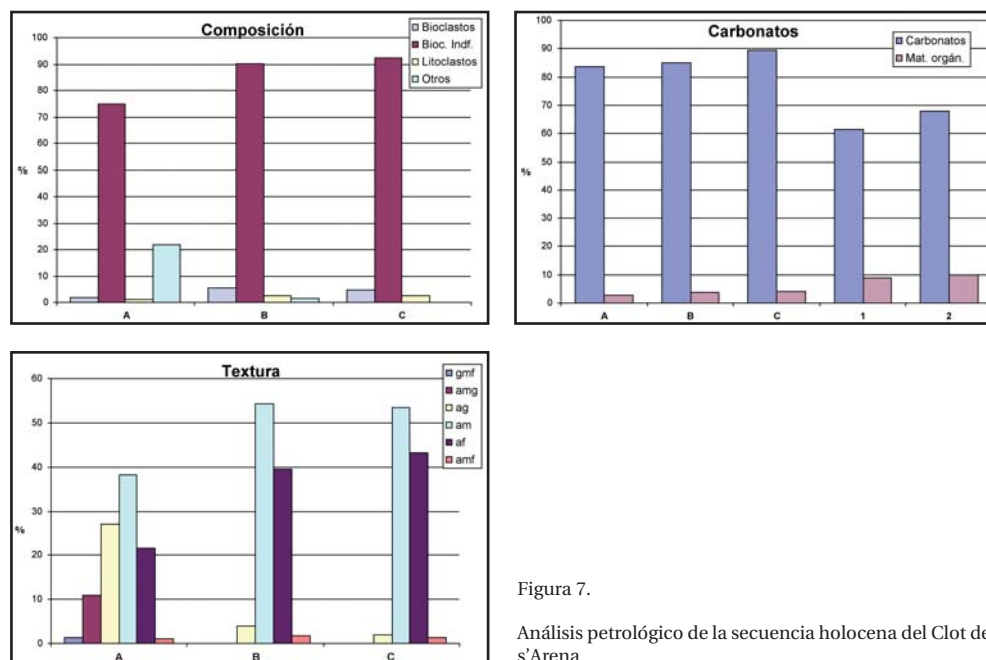 Composición
Bioclastos
Bioc. Indf.
Litoclastos
Otros
100
90
80
70
60
50
40
30
20
10
0
%
A B C
Carbonatos
Carbonatos
Mat. orgán.
100
90
80
70
60
50
40
30
20
10
0
%
A B C 1 2
Textura
gmf
amg
ag
am
af
amf
60
50
40
30
20
10
0
%
A B C
Figura 7.
Análisis petrológico de la secuencia holocena del Clot de
s'Arena